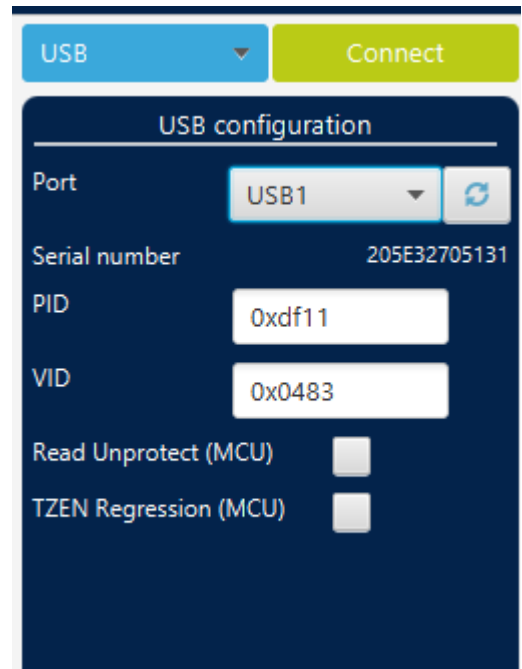 USB Connect
USB configuration
Port USB1
Serial number 205E32705131
PID 0xdf11
VID 0x0483
Read Unprotect (MCU)
TZEN Regression (MCU)